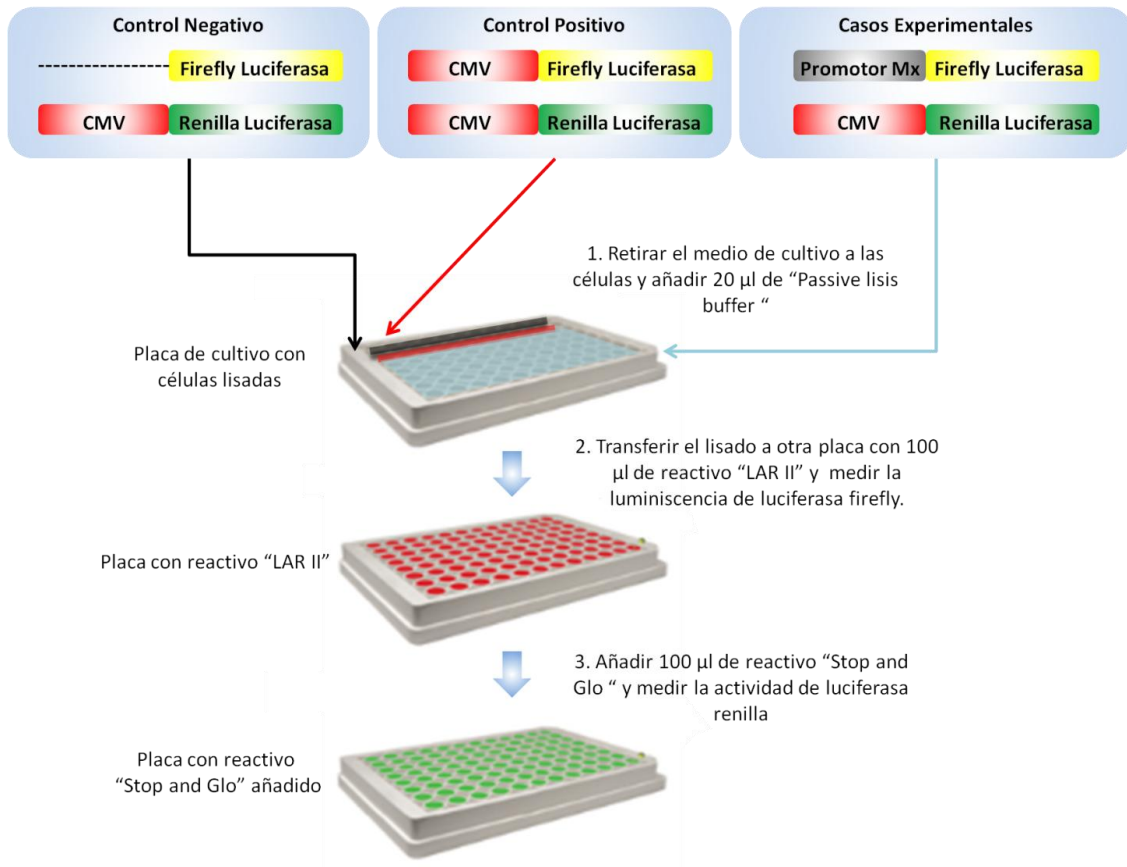 Control Negativo
Firefly Luciferasa
CMV
Renilla Luciferasa
Control Positivo
CMV
Firefly Luciferasa
CMV
Renilla Luciferasa
Casos Experimentales
Promotor Mx
Firefly Luciferasa
CMV
Renilla Luciferasa
1. Retirar el medio de cultivo a las
células y añadir 20 µl de “Passive lisis
buffer “
Placa de cultivo con
células lisadas
2. Transferir el lisado a otra placa con 100
µl de reactivo “LAR II” y medir la
luminiscencia de luciferasa firefly.
Placa con reactivo “LAR II”
3. Añadir 100 µl de reactivo “Stop and
Glo “ y medir la actividad de luciferasa
renilla
Placa con reactivo
“Stop and Glo” añadido